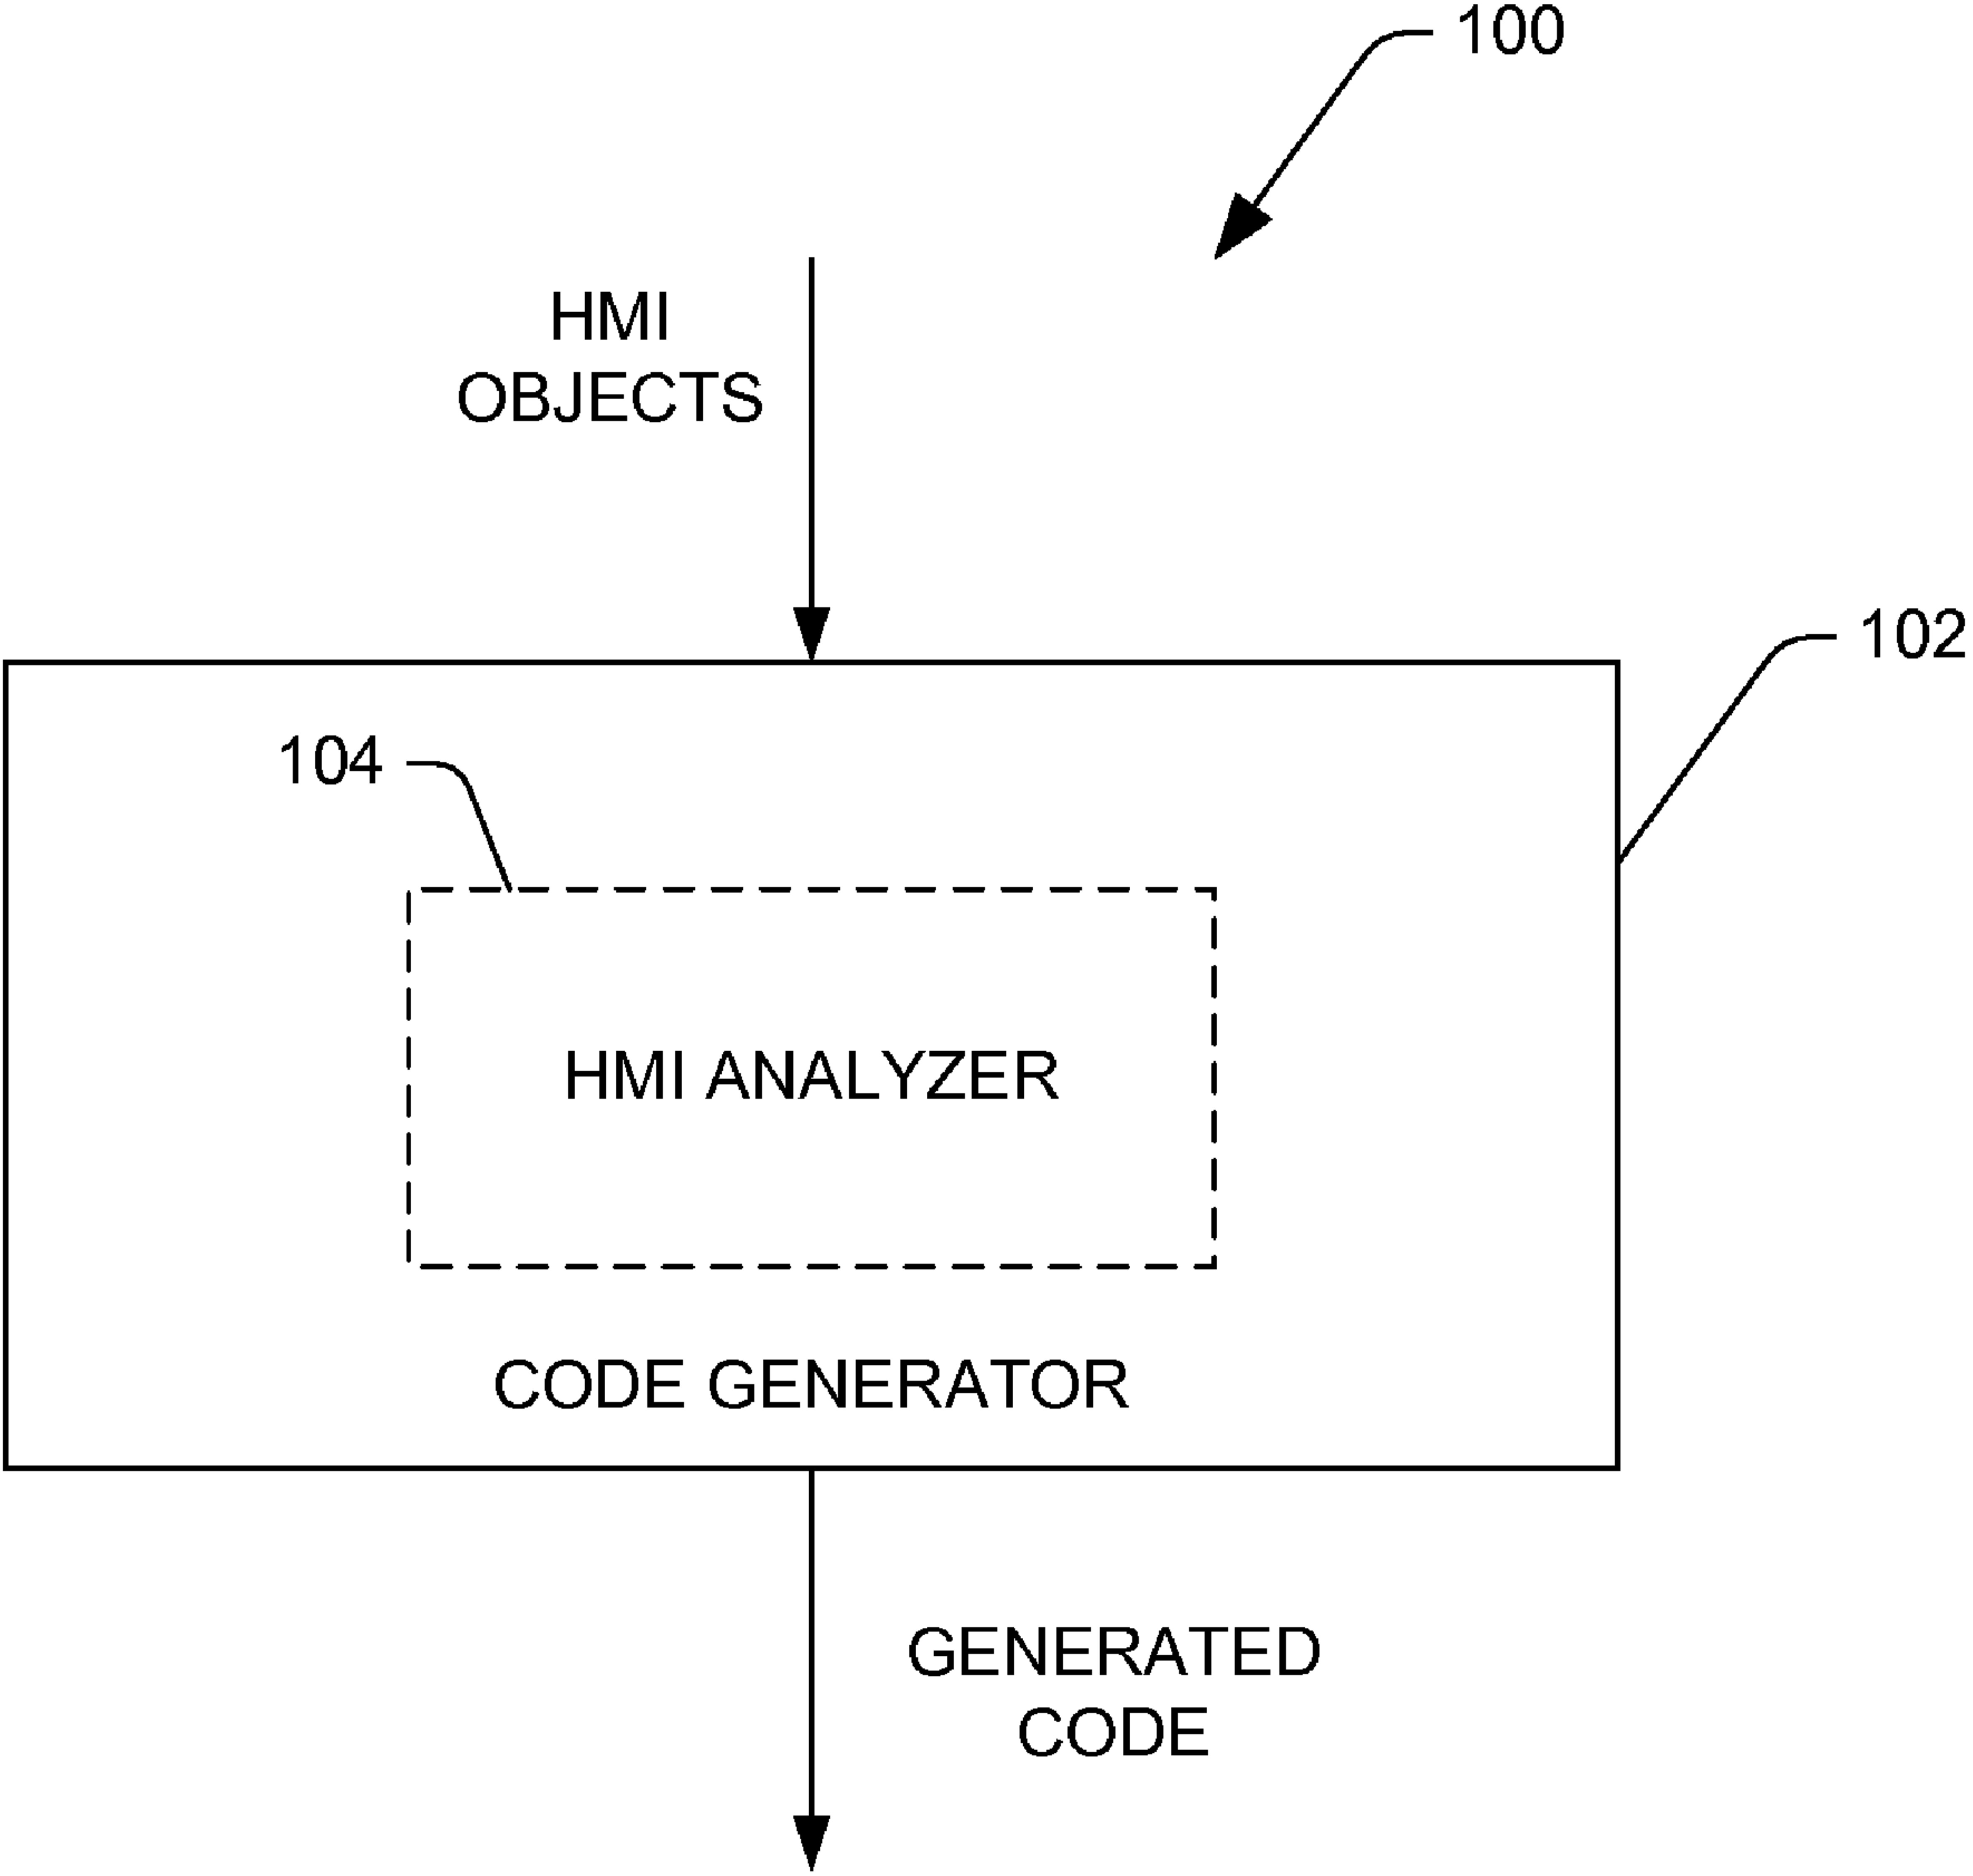 100
HMI
OBJECTS
102
104
HMI ANALYZER
CODE GENERATOR
GENERATED
CODE